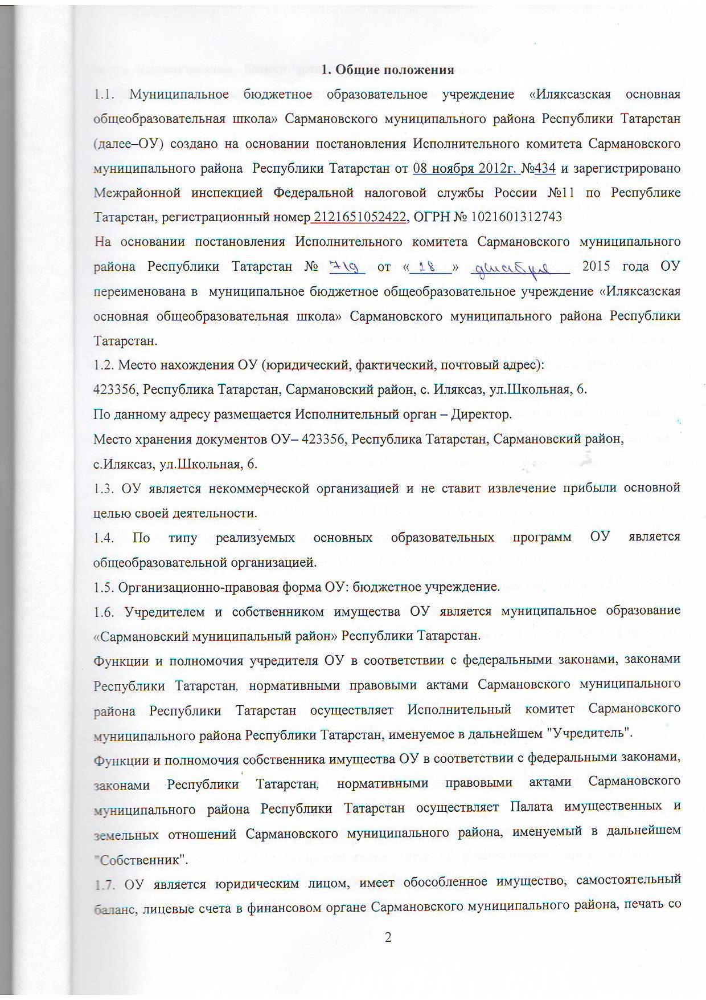 1. Общие положения
1.1. Муниципальное бюджетное образовательное учреждение «Иляксазская основная
общеобразовательная школа» Сармановского муниципального района Республики Татарстан
(далее–ОУ) создано на основании постановления Исполнительного комитета Сармановского
муниципального района Республики Татарстан от 08 ноября 2012г. №434 и зарегистрировано
Межрайонной инспекцией Федеральной налоговой службы России №11 по Республике
Татарстан, регистрационный номер 2121651052422, ОГРН № 1021601312743
На основании постановления Исполнительного комитета Сармановского муниципального
района Республики Татарстан № 719 от « 28 » декабря 2015 года ОУ
переименована в муниципальное бюджетное общеобразовательное учреждение «Иляксазская
основная общеобразовательная школа» Сармановского муниципального района Республики
Татарстан.
1.2. Место нахождения ОУ (юридический, фактический, почтовый адрес):
423356, Республика Татарстан, Сармановский район, с. Иляксаз, ул.Школьная, 6.
По данному адресу размещается Исполнительный орган – Директор.
Место хранения документов ОУ– 423356, Республика Татарстан, Сармановский район,
с.Иляксаз, ул.Школьная, 6.
1.3. ОУ является некоммерческой организацией и не ставит извлечение прибыли основной
целью своей деятельности.
1.4. По типу реализуемых основных образовательных программ ОУ является
общеобразовательной организацией.
1.5. Организационно-правовая форма ОУ: бюджетное учреждение.
1.6. Учредителем и собственником имущества ОУ является муниципальное образование
«Сармановский муниципальный район» Республики Татарстан.
Функции и полномочия учредителя ОУ в соответствии с федеральными законами, законами
Республики Татарстан, нормативными правовыми актами Сармановского муниципального
района Республики Татарстан осуществляет Исполнительный комитет Сармановского
муниципального района Республики Татарстан, именуемое в дальнейшем "Учредитель".
Функции и полномочия собственника имущества ОУ в соответствии с федеральными законами,
законами Республики Татарстан, нормативными правовыми актами Сармановского
муниципального района Республики Татарстан осуществляет Палата имущественных и
земельных отношений Сармановского муниципального района, именуемый в дальнейшем
"Собственник".
1.7. ОУ является юридическим лицом, имеет обособленное имущество, самостоятельный
баланс, лицевые счета в финансовом органе Сармановского муниципального района, печать со
2